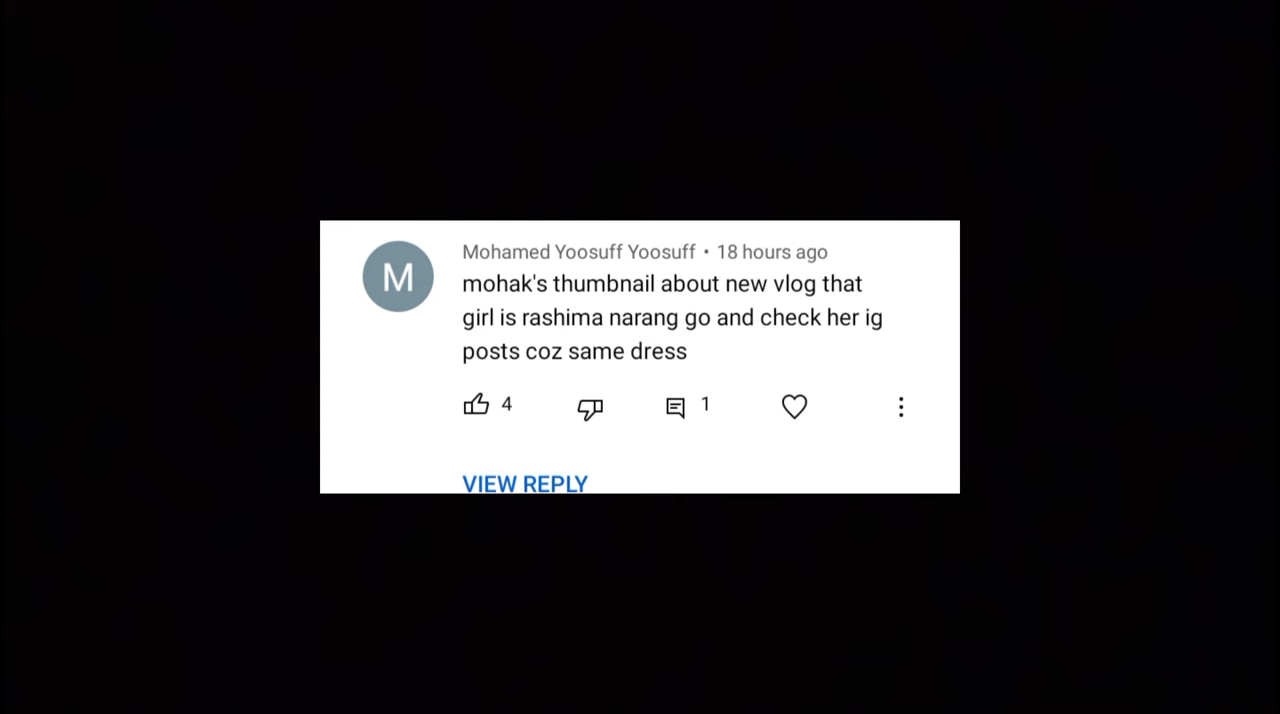 M
Mohamed Yoosuff Yoosuff • 18 hours ago
mohak's thumbnail about new vlog that
girl is rashima narang go and check her ig
posts coz same dress
4 1
VIEW REPLY